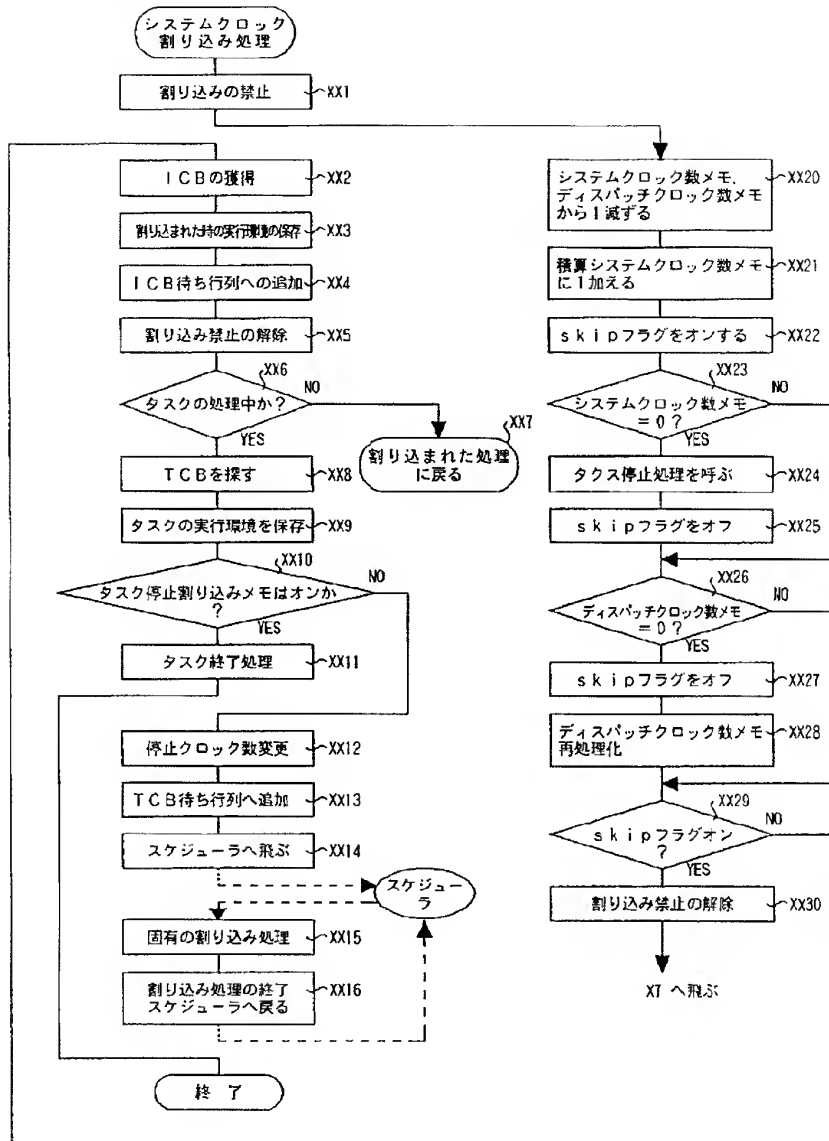 システムクロック
割り込み処理
割り込みの禁止
XX1
ICBの獲得
XX2
割り込まれた時の実行環境の保存
XX3
ICB待ち行列への追加
XX4
割り込み禁止の解除
XX5
XX6
タスクの処理中か?
NO
YES
XX7
割り込まれた処理
に戻る
TCBを探す
XX8
タスクの実行環境を保存
XX9
XX10
タスク停止割り込みメモはオンか
?
NO
YES
タスク終了処理
XX11
停止クロック数変更
XX12
TCB待ち行列へ追加
XX13
スケジューラへ飛ぶ
XX14
スケジュー
ラ
固有の割り込み処理
XX15
割り込み処理の終了
スケジューラへ戻る
XX16
終了
システムクロック数メモ,
ディスパッチクロック数メモ
から1減ずる
XX20
積算システムクロック数メモ
に1加える
XX21
skipフラグをオンする
XX22
XX23
システムクロック数メモ
=0?
NO
YES
タクス停止処理を呼ぶ
XX24
skipフラグをオフ
XX25
XX26
ディスパッチクロック数メモ
=0?
NO
YES
skipフラグをオフ
XX27
ディスパッチクロック数メモ
再処理化
XX28
XX29
skipフラグオン
?
NO
YES
割り込み禁止の解除
XX30
X7 へ飛ぶ